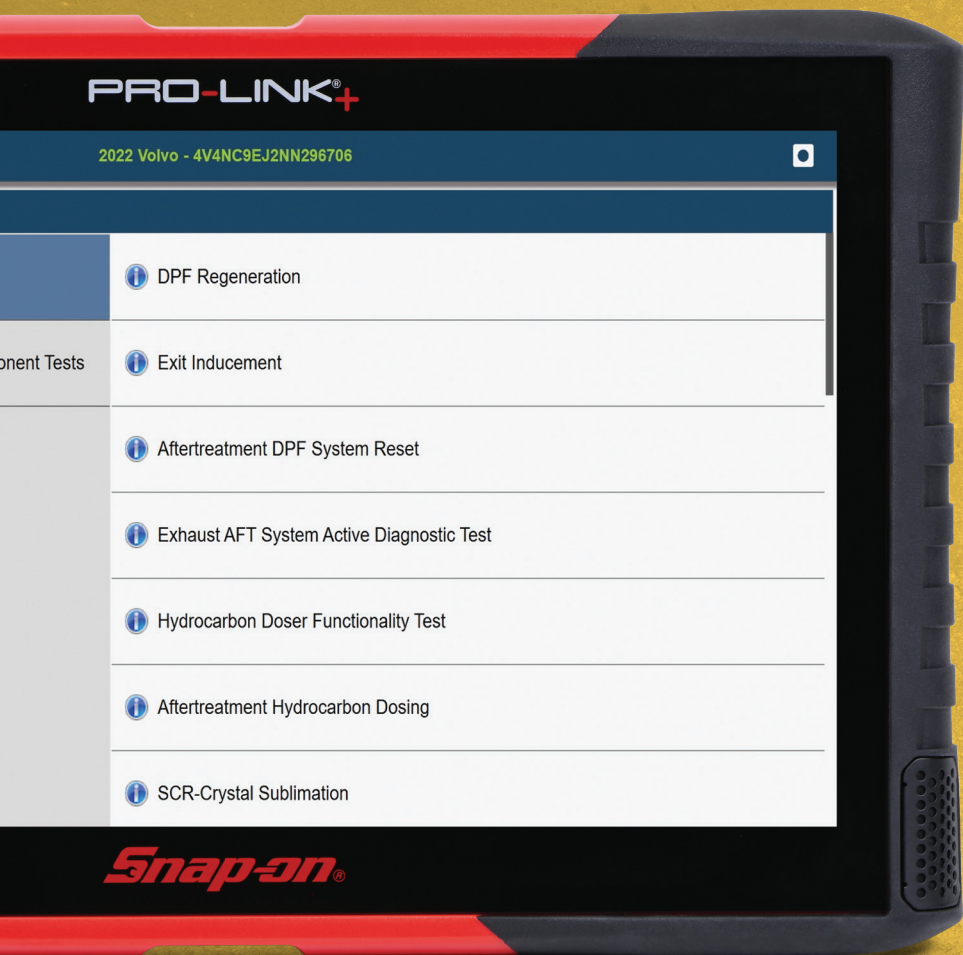 PRO-LINK®+
2022 Volvo - 4V4NC9EJ2NN296706
DPF Regeneration
onent Tests
Exit Inducement
Aftertreatment DPF System Reset
Exhaust AFT System Active Diagnostic Test
Hydrocarbon Doser Functionality Test
Aftertreatment Hydrocarbon Dosing
SCR-Crystal Sublimation
Snap-on®